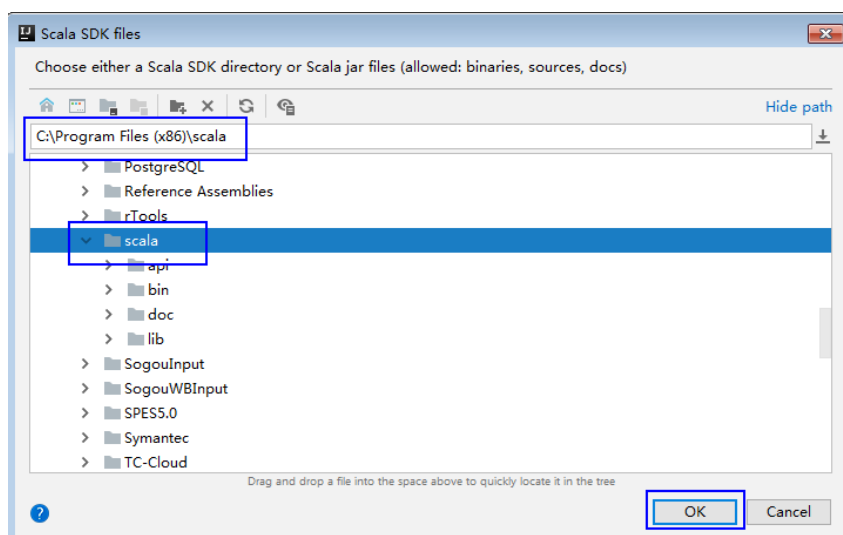 Scala SDK files
Choose either a Scala SDK directory or Scala jar files (allowed: binaries, sources, docs)
Hide path
C:\Program Files (x86)\scala
PostgreSQL
Reference Assemblies
rTools
scala
api
bin
doc
lib
SogouInput
SogouWBInput
SPES5.0
Symantec
TC-Cloud
Drag and drop a file into the space above to quickly locate it in the tree
?
OK Cancel